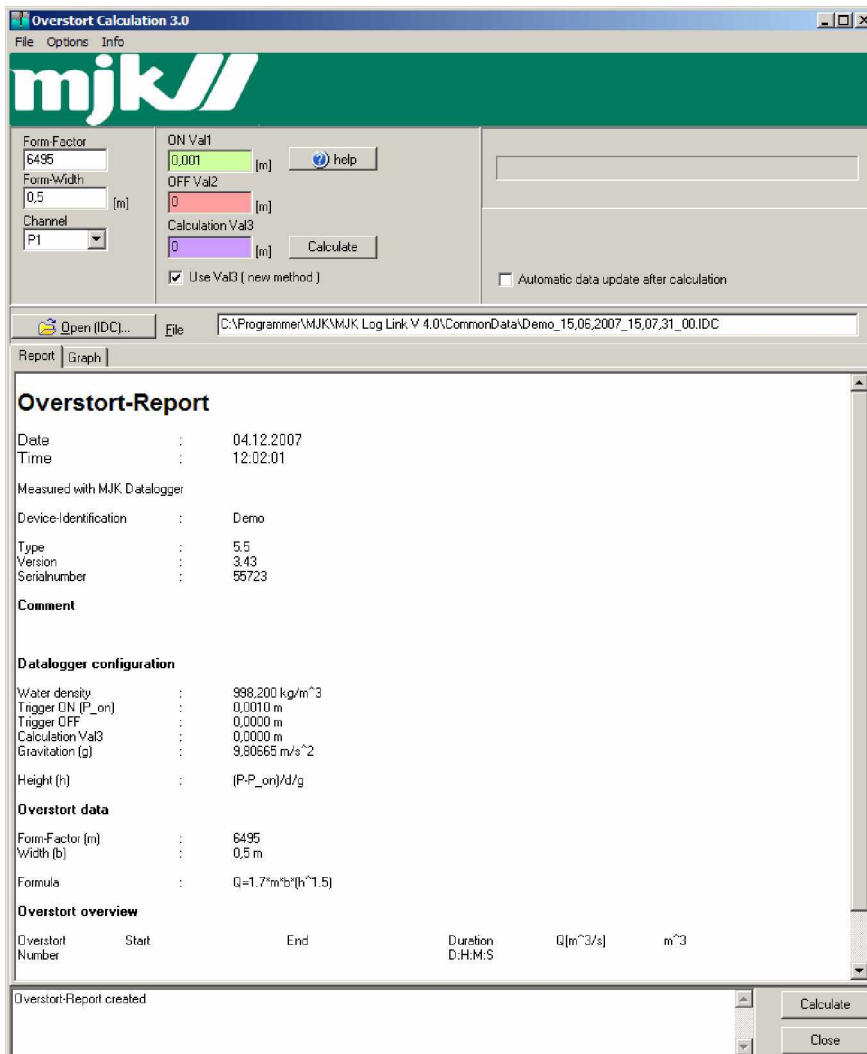 Overstort Calculation 3.0
File Options Info
mjk
Form-Factor
6495
Form-Width
0,5 [m]
Channel
P1
ON Val1
0,001 [m]
help
OFF Val2
0 [m]
Calculation Val3
0 [m]
Calculate
Use Val3 ( new method )
Automatic data update after calculation
Open (IDC)... File C:\Programmer\MJK\MJK Log Link V 4.0\CommonData\Demo_15,06,2007_15,07,31_00.IDC
Report Graph
Overstort-Report
Date : 04.12.2007
Time : 12:02:01
Measured with MJK Datalogger
Device-Identification : Demo
Type : 5.5
Version : 3.43
Serialnumber : 55723
Comment
Datalogger configuration
Water density : 998,200 kg/m^3
Trigger ON (P_on) : 0,0010 m
Trigger OFF : 0,0000 m
Calculation Val3 : 0,0000 m
Gravitation (g) : 9,80665 m/s^2
Height (h) : (P-P_on)/d/g
Overstort data
Form-Factor (m) : 6495
Width (b) : 0,5 m
Formula : Q=1.7*m*b*(h^1.5)
Overstort overview
Overstort Start End Duration Q[m^3/s] m^3
Number D:H:M:S
Overstort-Report created
Calculate
Close